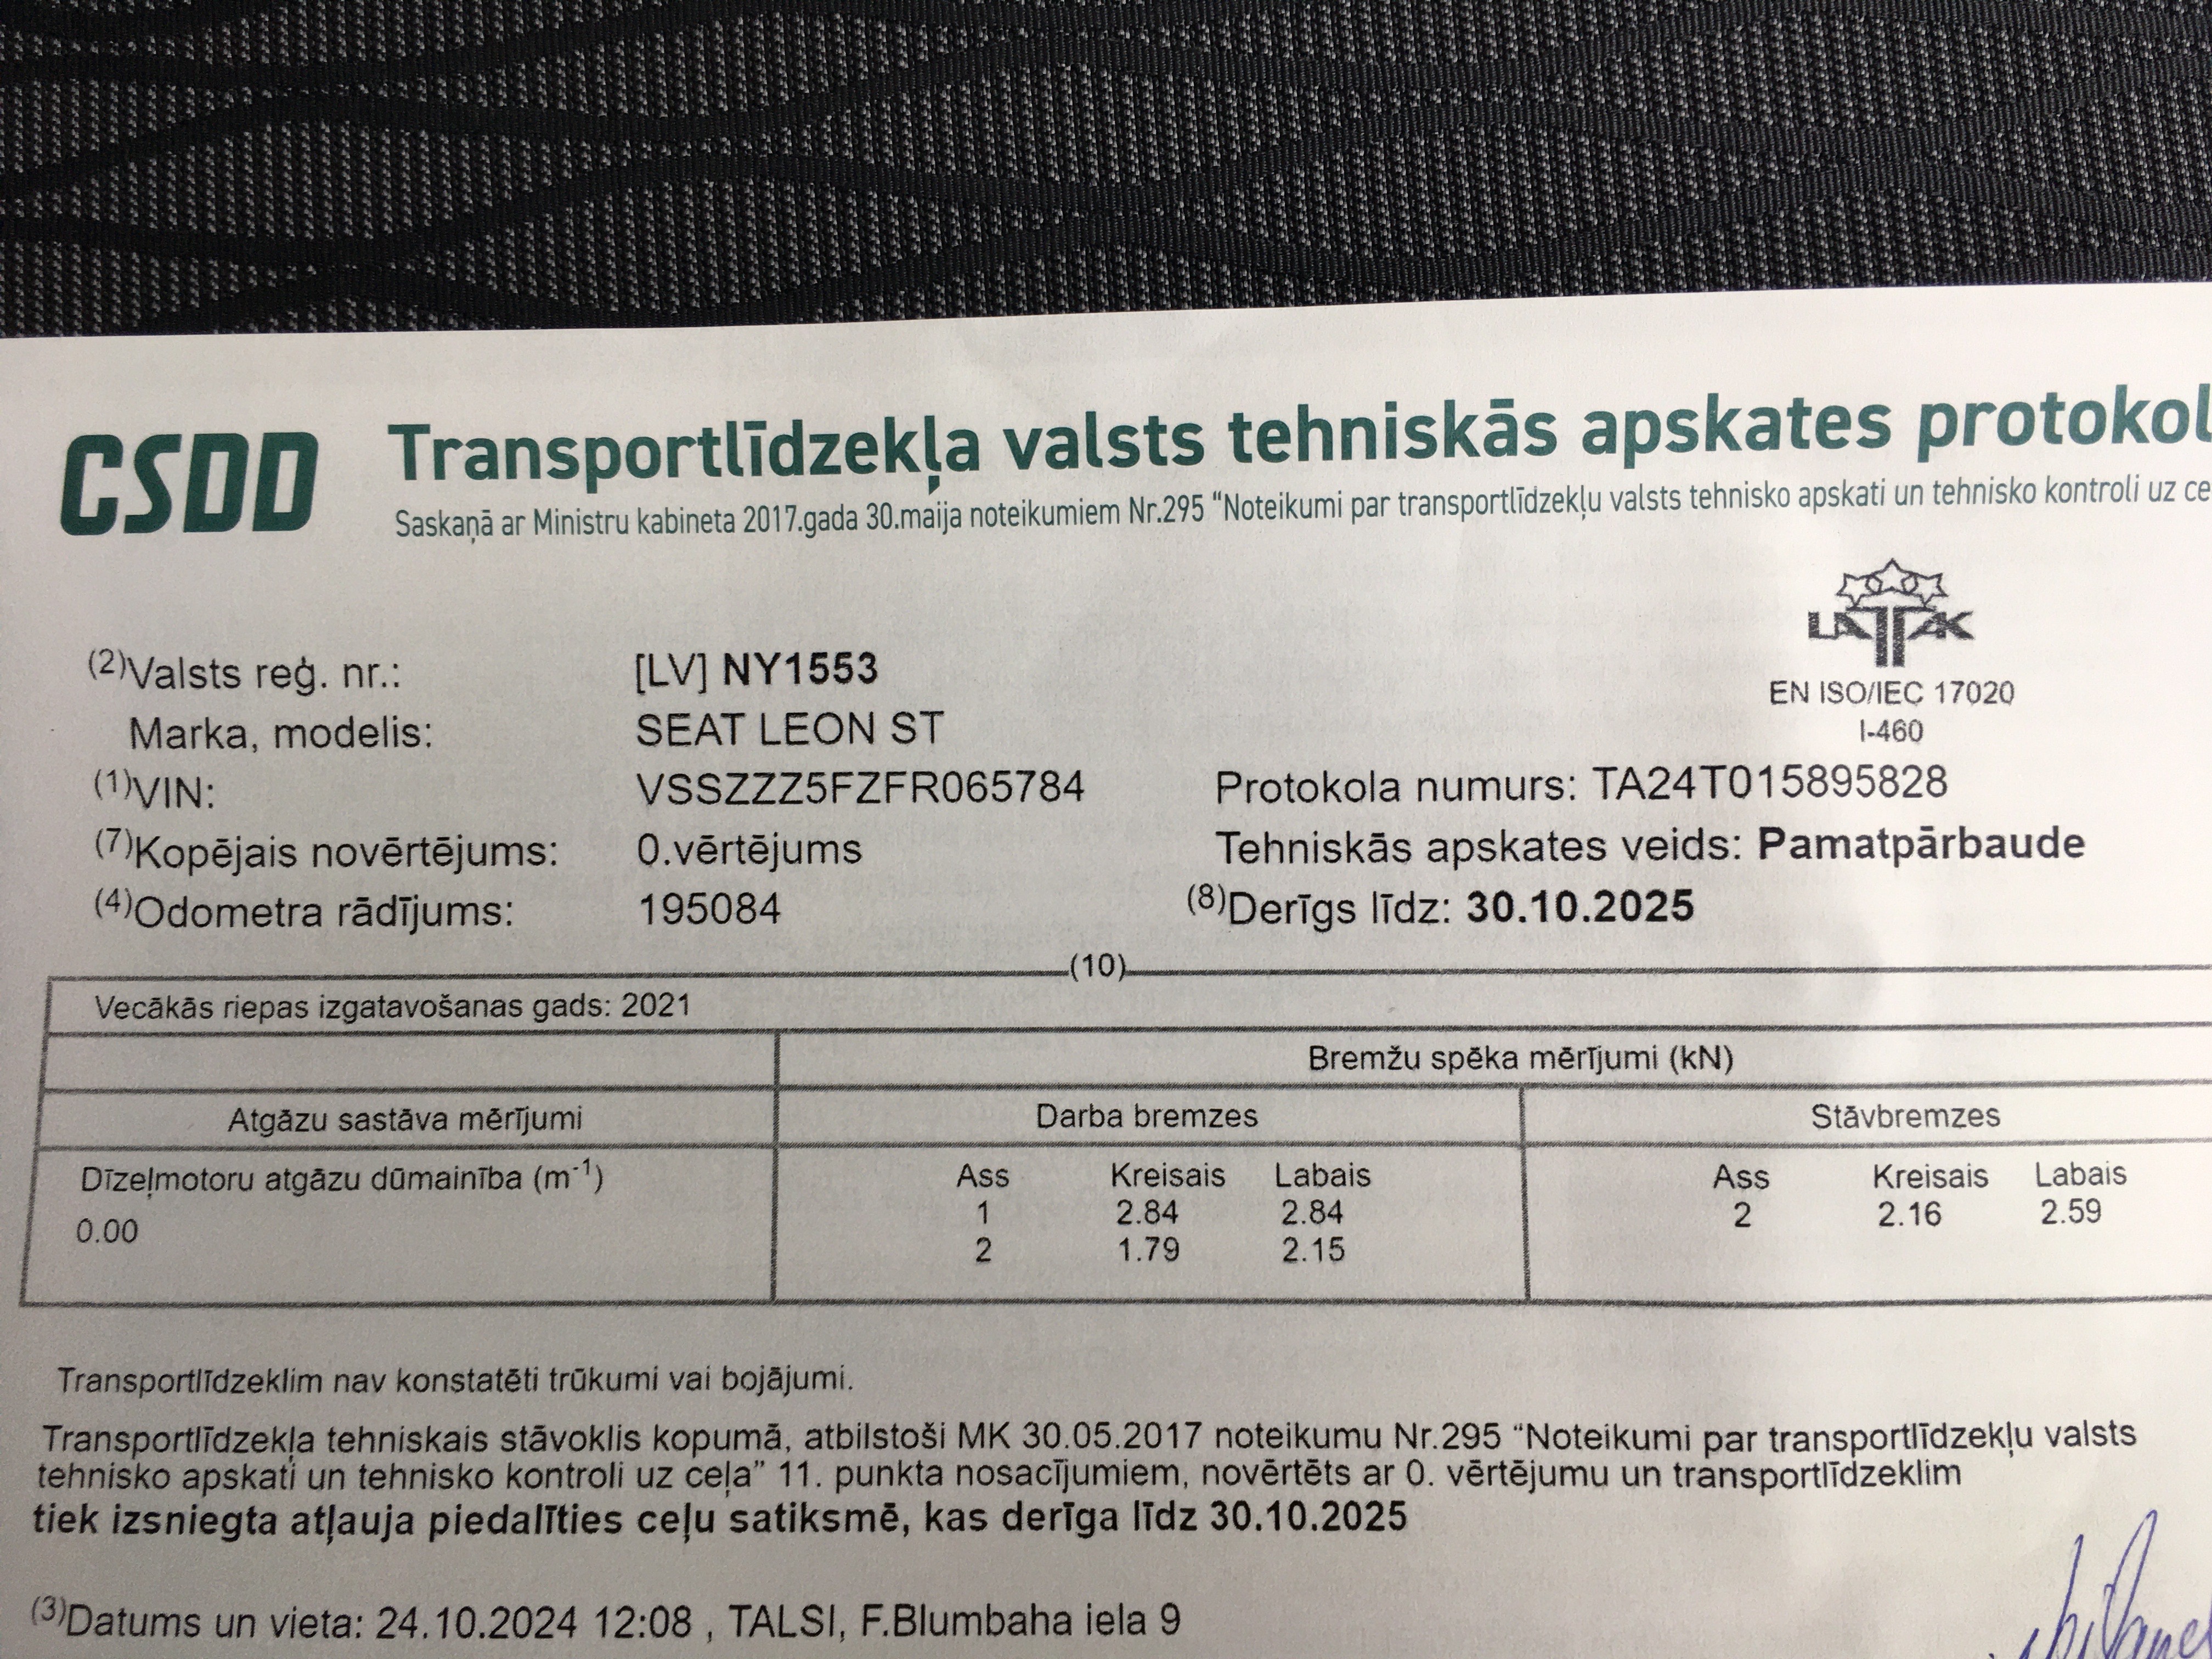 CSDD
Transportlīdzekļa valsts tehniskās apskates protokol
Saskaņā ar Ministru kabineta 2017.gada 30.maija noteikumiem Nr.295 “Noteikumi par transportlīdzekļu valsts tehnisko apskati un tehnisko kontroli uz ce
LATAK
EN ISO/IEC 17020
I-460
(2)Valsts reģ. nr.: [LV] NY1553
Marka, modelis: SEAT LEON ST
(1)VIN: VSSZZZ5FZFR065784 Protokola numurs: TA24T015895828
(7)Kopējais novērtējums: 0.vērtējums Tehniskās apskates veids: Pamatpārbaude
(4)Odometra rādījums: 195084 (8)Derīgs līdz: 30.10.2025
(10)
Vecākās riepas izgatavošanas gads: 2021
Bremžu spēka mērījumi (kN)
Atgāzu sastāva mērījumi Darba bremzes Stāvbremzes
Dīzeļmotoru atgāzu dūmainība (m⁻¹) Ass Kreisais Labais Ass Kreisais Labais
0.00 1 2.84 2.84 2 2.16 2.59
2 1.79 2.15
Transportlīdzeklim nav konstatēti trūkumi vai bojājumi.
Transportlīdzekļa tehniskais stāvoklis kopumā, atbilstoši MK 30.05.2017 noteikumu Nr.295 “Noteikumi par transportlīdzekļu valsts
tehnisko apskati un tehnisko kontroli uz ceļa” 11. punkta nosacījumiem, novērtēts ar 0. vērtējumu un transportlīdzeklim
tiek izsniegta atļauja piedalīties ceļu satiksmē, kas derīga līdz 30.10.2025
(3)Datums un vieta: 24.10.2024 12:08 , TALSI, F.Blumbaha iela 9